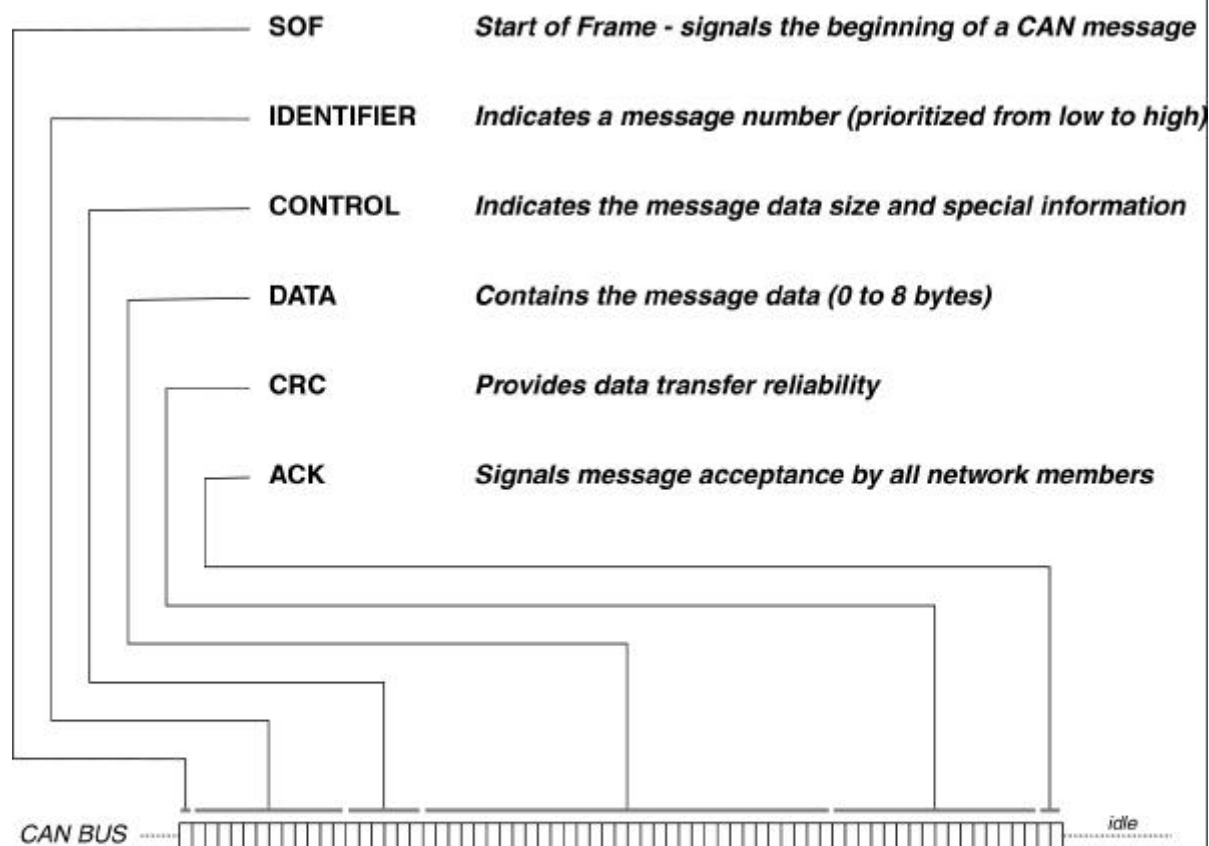 SOF Start of Frame - signals the beginning of a CAN message
IDENTIFIER Indicates a message number (prioritized from low to high)
CONTROL Indicates the message data size and special information
DATA Contains the message data (0 to 8 bytes)
CRC Provides data transfer reliability
ACK Signals message acceptance by all network members
CAN BUS idle